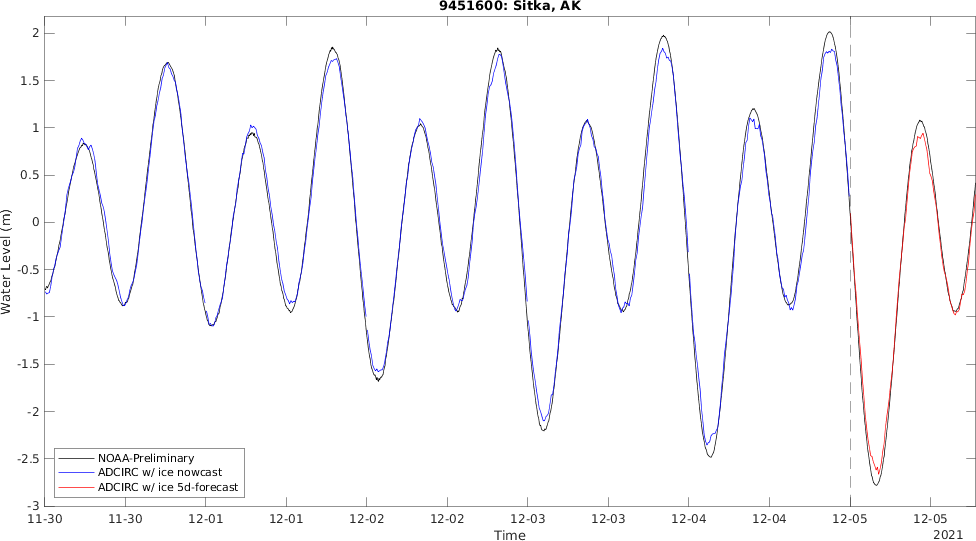 9451600: Sitka, AK
Water Level (m)
2
1.5
1
0.5
0
-0.5
-1
-1.5
-2
-2.5
-3
NOAA-Preliminary
ADCIRC w/ ice nowcast
ADCIRC w/ ice 5d-forecast
11-30 11-30 12-01 12-01 12-02 12-02 12-03 12-03 12-04 12-04 12-05 12-05
Time
2021